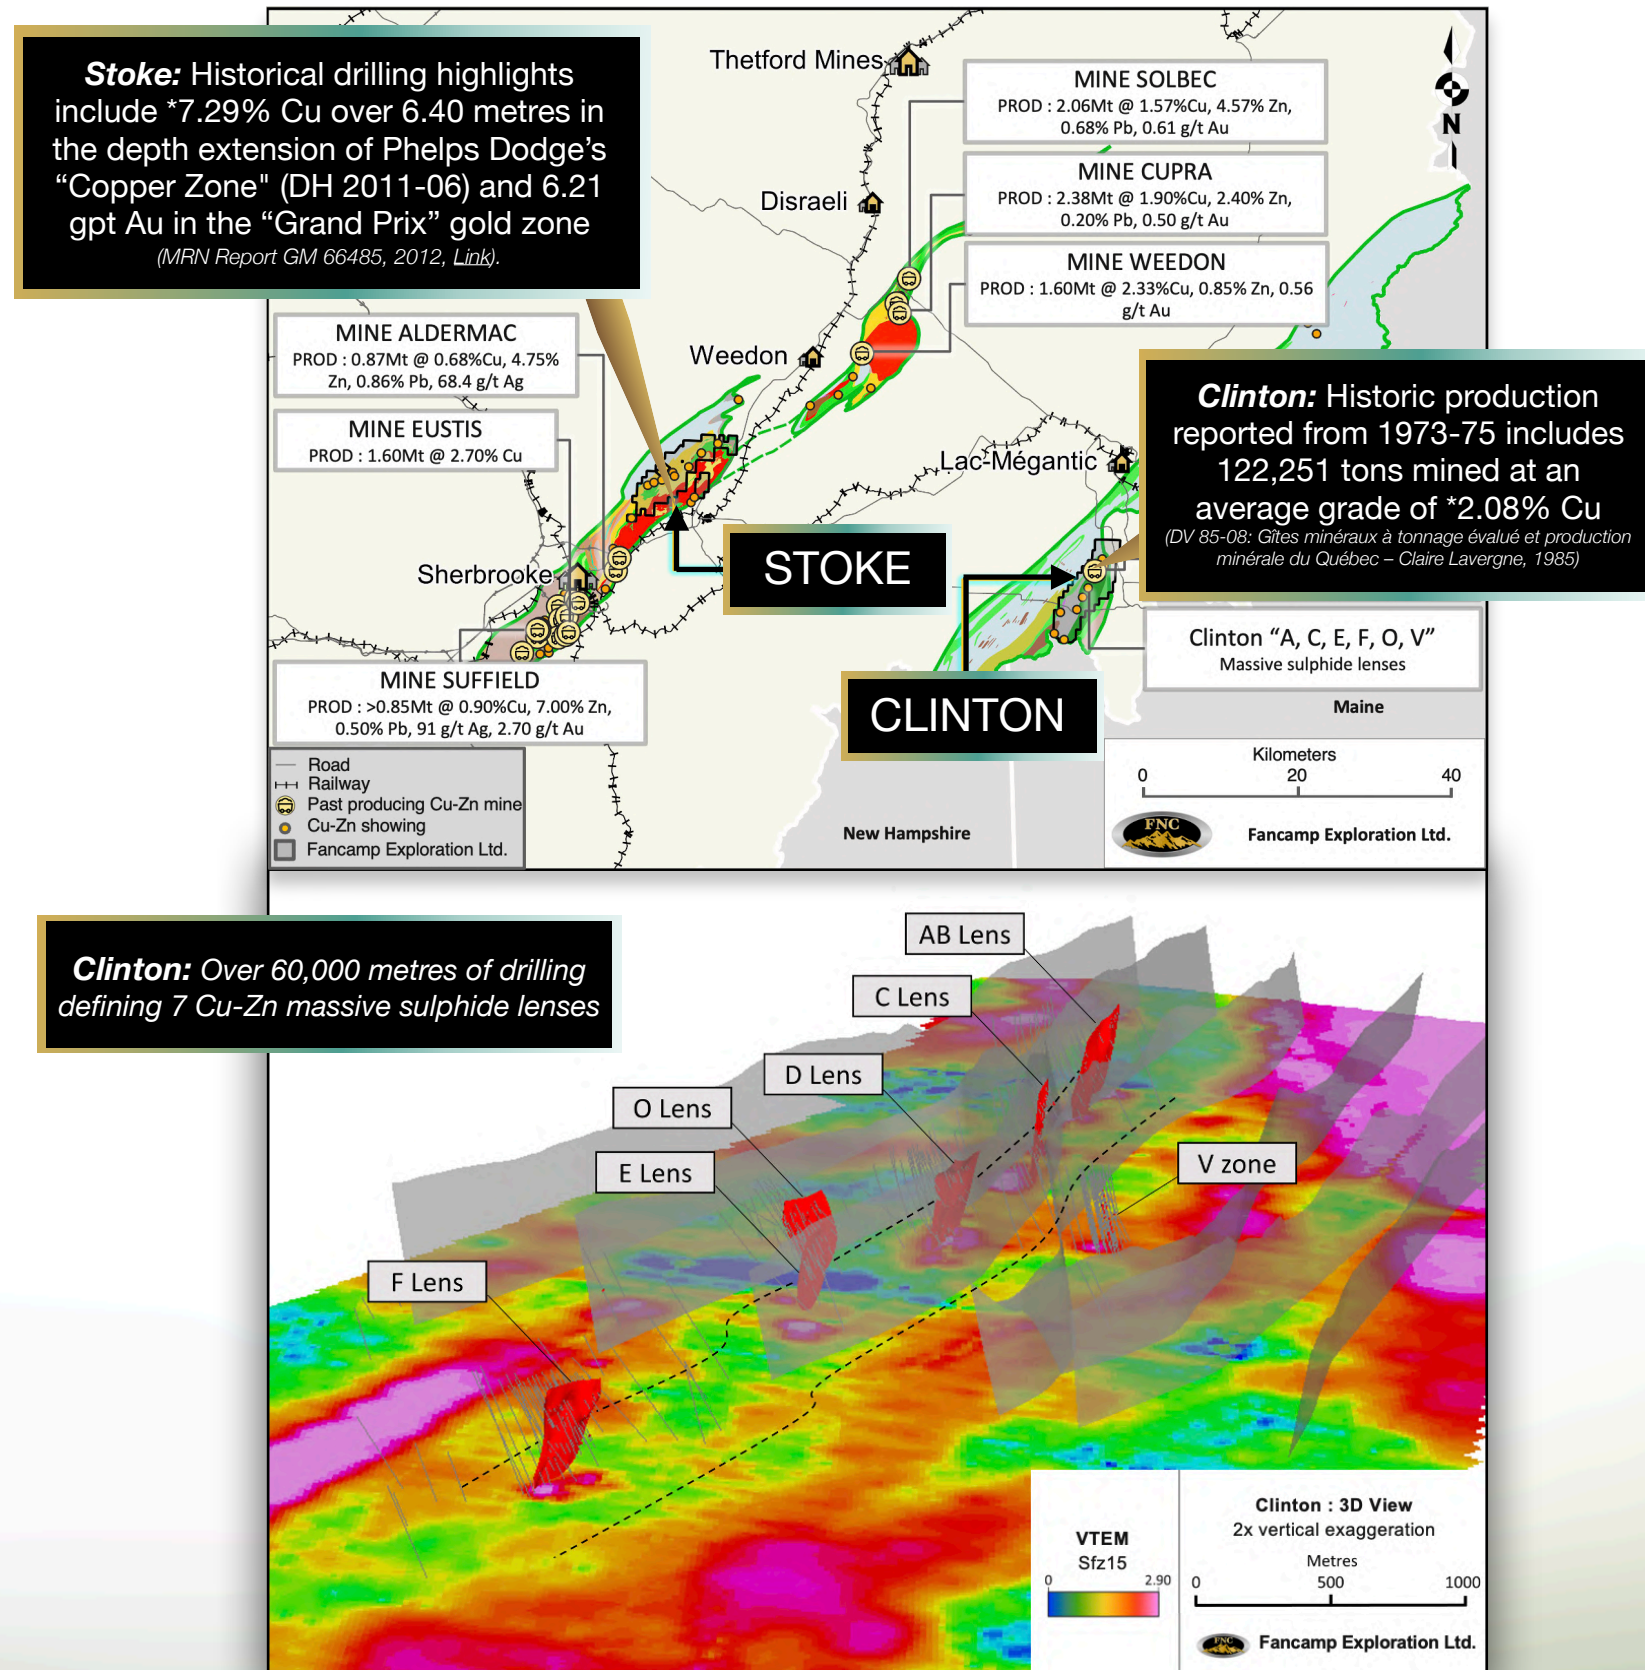 Stoke: Historical drilling highlights
include *7.29% Cu over 6.40 metres in
the depth extension of Phelps Dodge’s
“Copper Zone" (DH 2011-06) and 6.21
gpt Au in the “Grand Prix” gold zone
(MRN Report GM 66485, 2012, Link).
Thetford Mines
MINE SOLBEC
PROD : 2.06Mt @ 1.57%Cu, 4.57% Zn,
0.68% Pb, 0.61 g/t Au
N
Disraeli
MINE CUPRA
PROD : 2.38Mt @ 1.90%Cu, 2.40% Zn,
0.20% Pb, 0.50 g/t Au
MINE WEEDON
PROD : 1.60Mt @ 2.33%Cu, 0.85% Zn, 0.56
g/t Au
MINE ALDERMAC
PROD : 0.87Mt @ 0.68%Cu, 4.75%
Zn, 0.86% Pb, 68.4 g/t Ag
Weedon
MINE EUSTIS
PROD : 1.60Mt @ 2.70% Cu
Clinton: Historic production
reported from 1973-75 includes
122,251 tons mined at an
average grade of *2.08% Cu
(DV 85-08: Gîtes minéraux à tonnage évalué et production
minérale du Québec – Claire Lavergne, 1985)
Lac-Mégantic
STOKE
Sherbrooke
Clinton “A, C, E, F, O, V”
Massive sulphide lenses
MINE SUFFIELD
PROD : >0.85Mt @ 0.90%Cu, 7.00% Zn,
0.50% Pb, 91 g/t Ag, 2.70 g/t Au
CLINTON
Maine
Road
Railway
Past producing Cu-Zn mine
Cu-Zn showing
Fancamp Exploration Ltd.
New Hampshire
Kilometers
0 20 40
FNC
Fancamp Exploration Ltd.
Clinton: Over 60,000 metres of drilling
defining 7 Cu-Zn massive sulphide lenses
AB Lens
C Lens
D Lens
O Lens
E Lens
V zone
F Lens
VTEM
Sfz15
0 2.90
Clinton : 3D View
2x vertical exaggeration
Metres
0 500 1000
FNC
Fancamp Exploration Ltd.